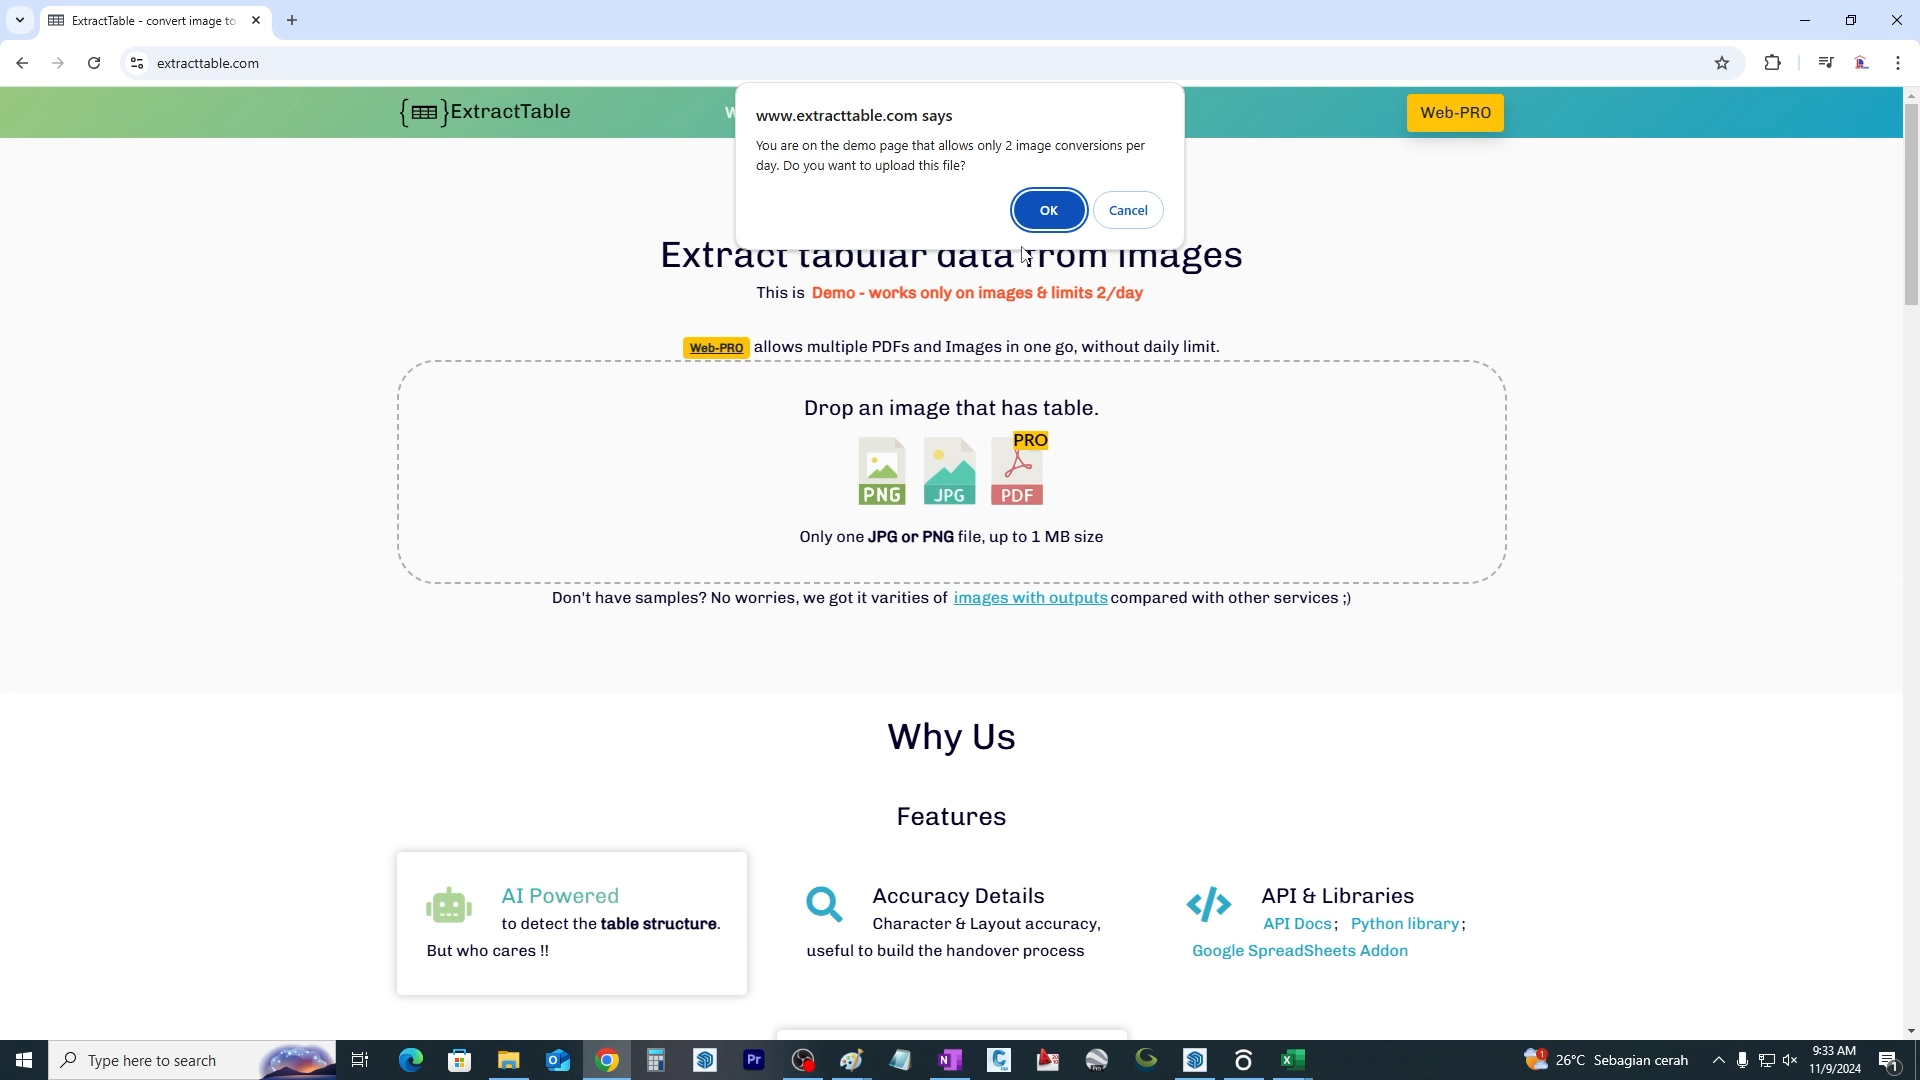 ExtractTable - convert image to
extracttable.com
ExtractTable
W
Web-PRO
www.extracttable.com says
You are on the demo page that allows only 2 image conversions per
day. Do you want to upload this file?
OK
Cancel
Extract tabular data from images
This is Demo - works only on images & limits 2/day
Web-PRO allows multiple PDFs and Images in one go, without daily limit.
Drop an image that has table.
PNG
JPG
PRO
PDF
Only one JPG or PNG file, up to 1 MB size
Don't have samples? No worries, we got it varities of images with outputs compared with other services ;)
Why Us
Features
AI Powered
to detect the table structure.
But who cares !!
Accuracy Details
Character & Layout accuracy,
useful to build the handover process
API & Libraries
API Docs; Python library;
Google SpreadSheets Addon
Type here to search
Pr
26°C Sebagian cerah
9:33 AM
11/9/2024
1